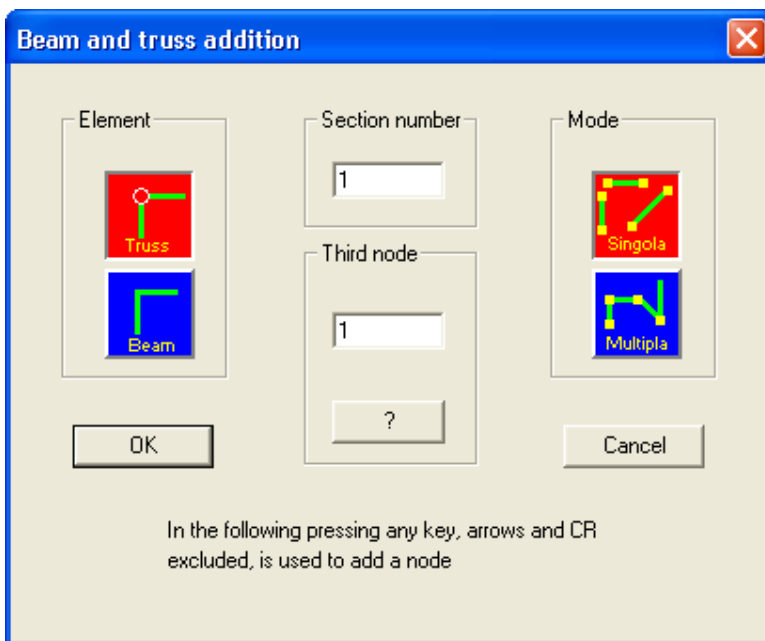 Beam and truss addition
Element
Truss
Beam
Section number
1
Third node
1
?
Mode
Singola
Multipla
OK
Cancel
In the following pressing any key, arrows and CR
excluded, is used to add a node